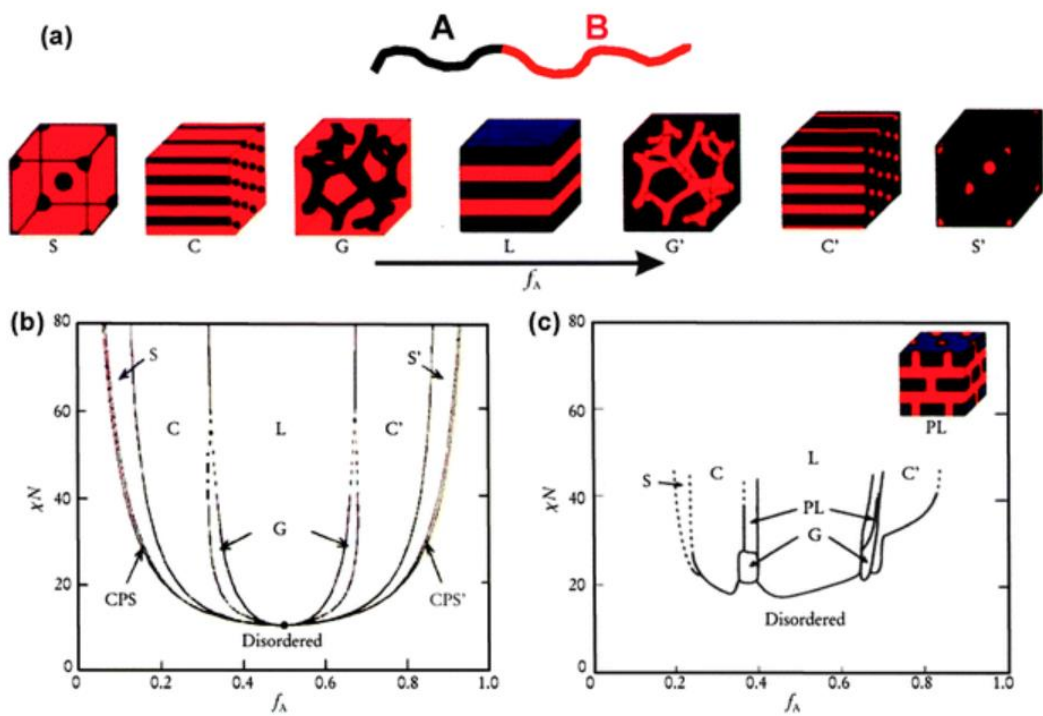 (a)
A B
S C G L G' C' S'
fA
(b)
80
60
χN
40
20
0
S
S'
C
L
C'
G
CPS
CPS'
Disordered
0 0.2 0.4 0.6 0.8 1.0
fA
(c)
80
60
χN
40
20
0
PL
L
S
C
C'
PL
G
Disordered
0 0.2 0.4 0.6 0.8 1.0
fA